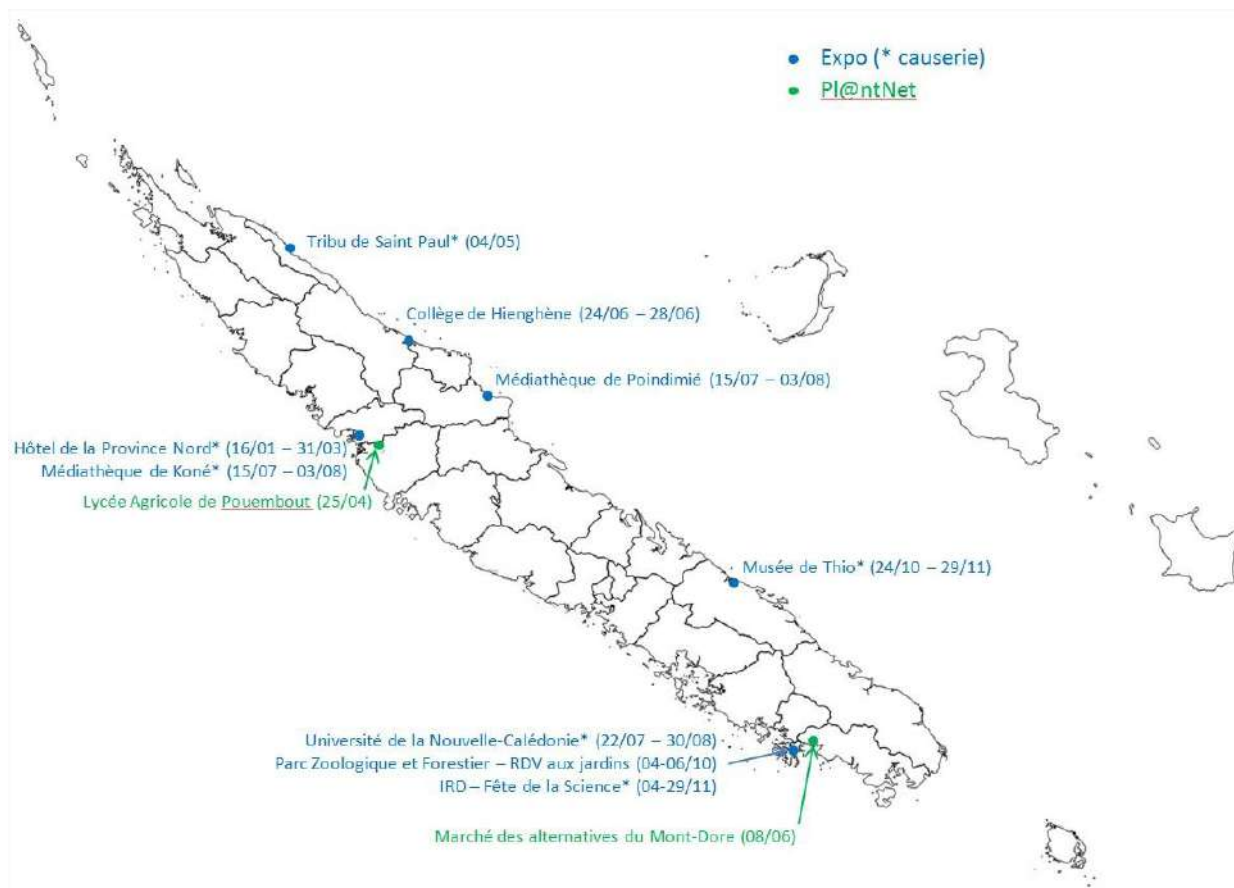 Expo (* causerie)
Pl@ntNet
Tribu de Saint Paul* (04/05)
Collège de Hienghène (24/06 – 28/06)
Médiathèque de Poindimié (15/07 – 03/08)
Hôtel de la Province Nord* (16/01 – 31/03)
Médiathèque de Koné* (15/07 – 03/08)
Lycée Agricole de Pouembout (25/04)
Musée de Thio* (24/10 – 29/11)
Université de la Nouvelle-Calédonie* (22/07 – 30/08)
Parc Zoologique et Forestier – RDV aux jardins (04-06/10)
IRD – Fête de la Science* (04-29/11)
Marché des alternatives du Mont-Dore (08/06)